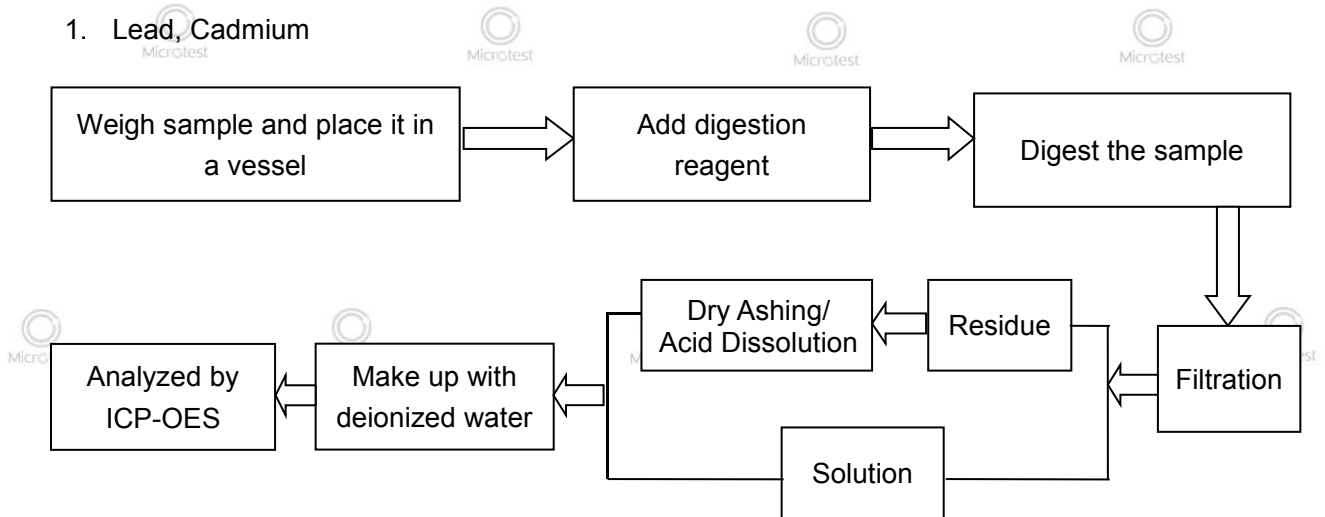 1. Lead, Cadmium
Microtest
Microtest
Microtest
Microtest
Weigh sample and place it in
a vessel
Add digestion
reagent
Digest the sample
Filtration
Residue
Dry Ashing/
Acid Dissolution
Solution
Make up with
deionized water
Analyzed by
ICP-OES